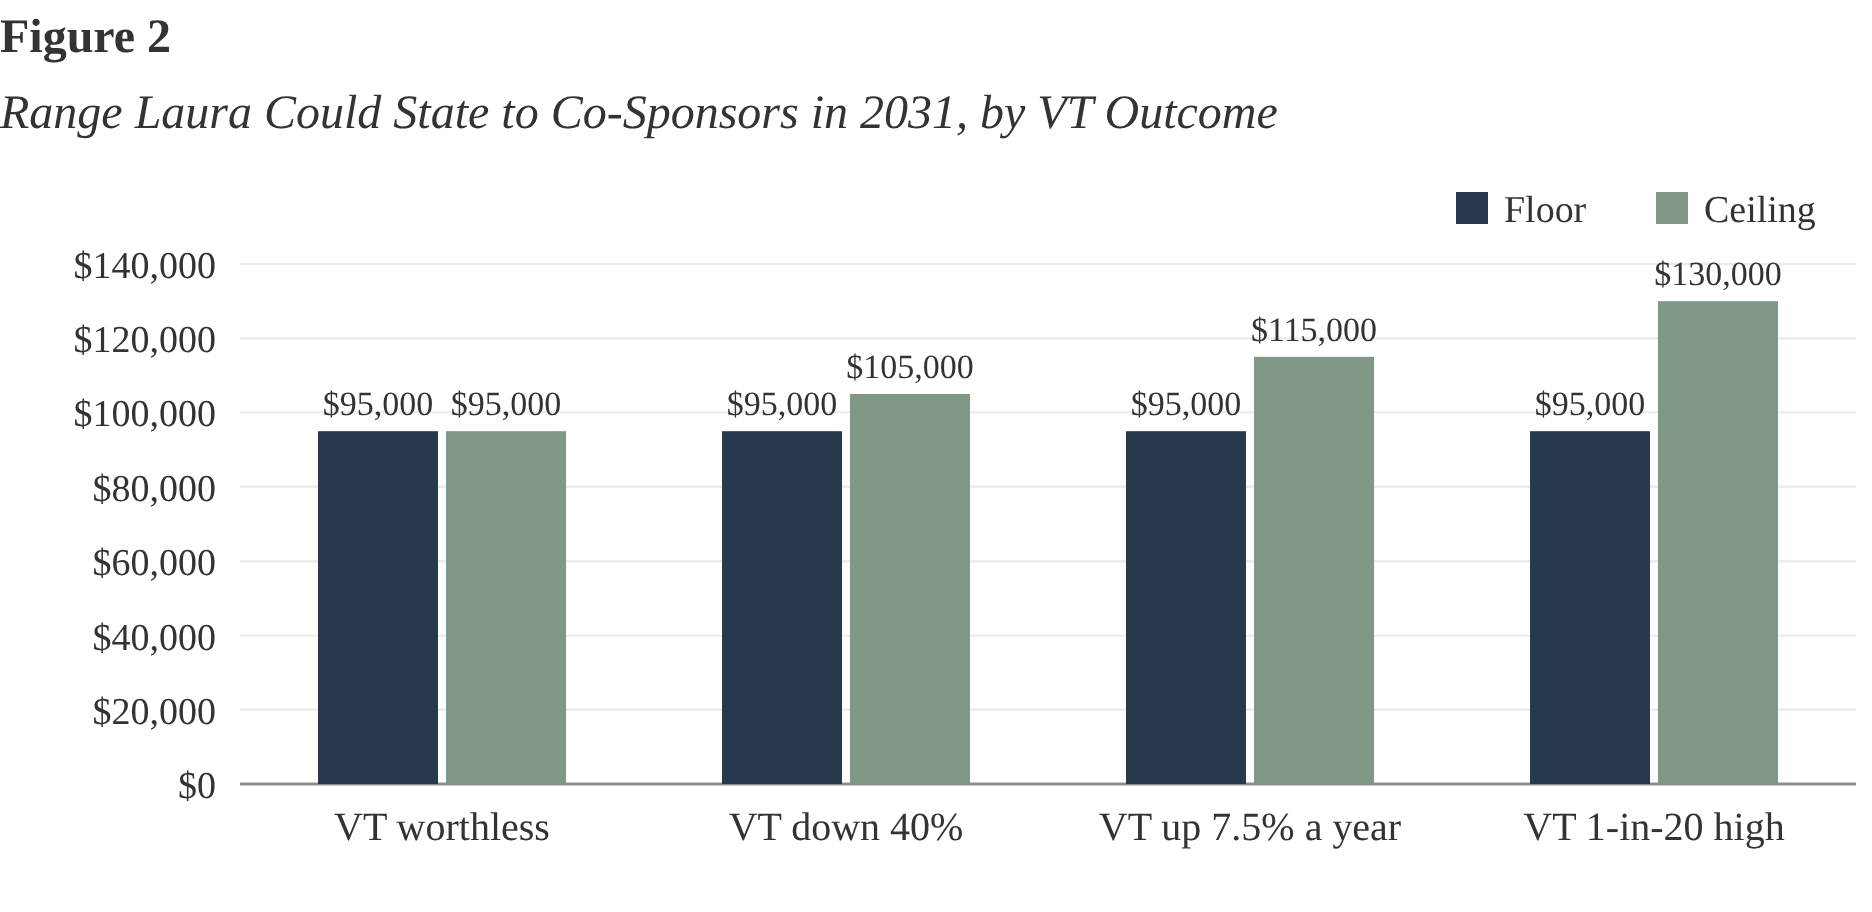 Figure 2
Range Laura Could State to Co-Sponsors in 2031, by VT Outcome
Floor Ceiling
$140,000
$130,000
$120,000
$115,000
$105,000
$100,000
$95,000 $95,000 $95,000 $95,000 $95,000
$80,000
$60,000
$40,000
$20,000
$0
VT worthless VT down 40% VT up 7.5% a year VT 1-in-20 high